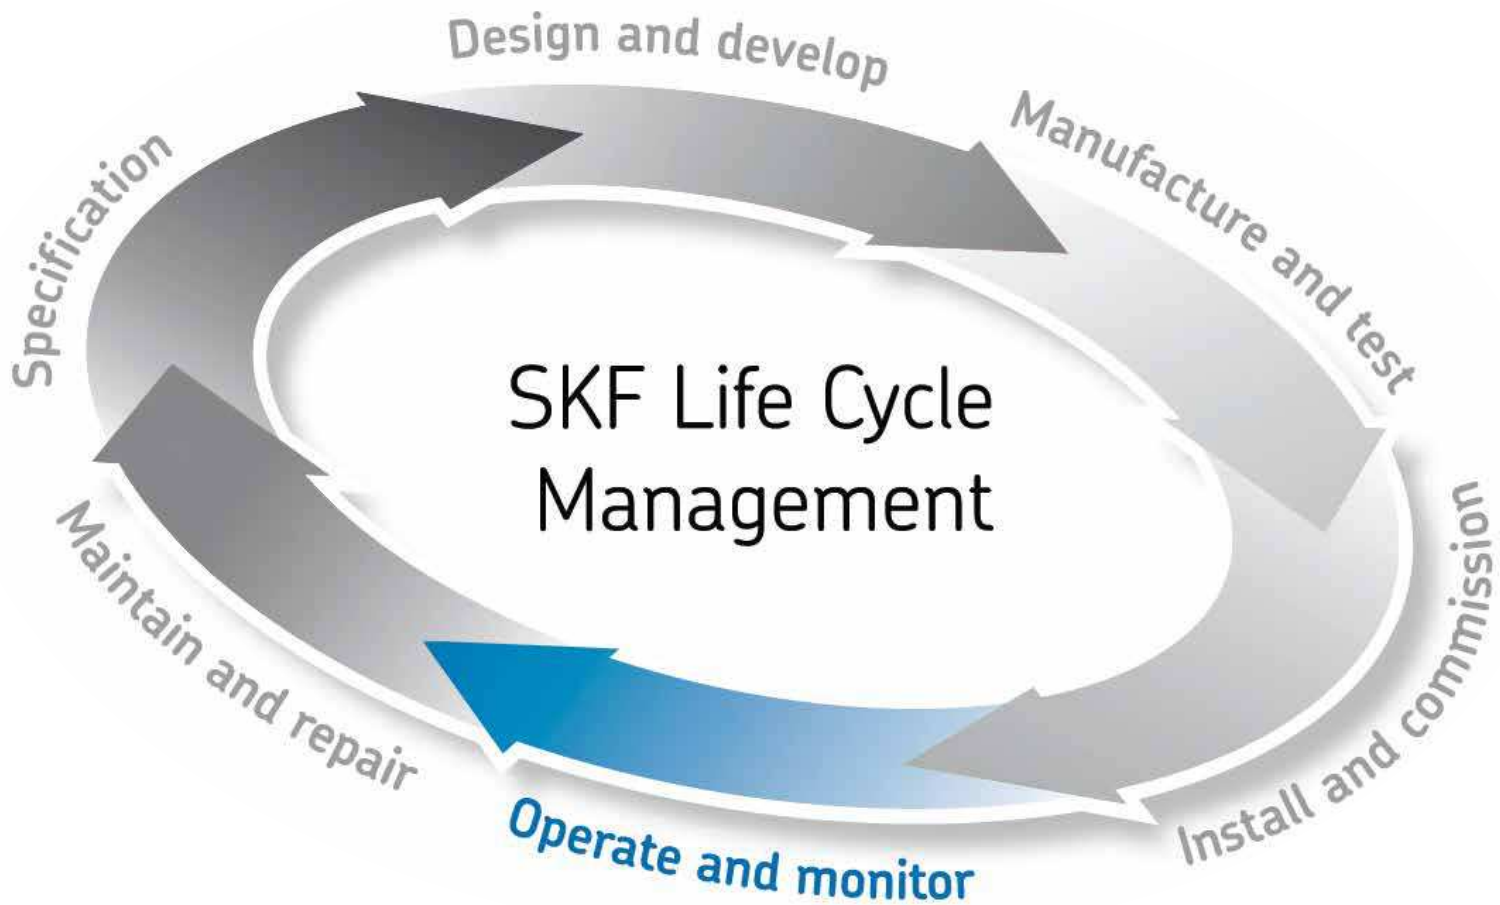 Design and develop
Manufacture and test
Specification
SKF Life Cycle
Management
Install and commission
Maintain and repair
Operate and monitor